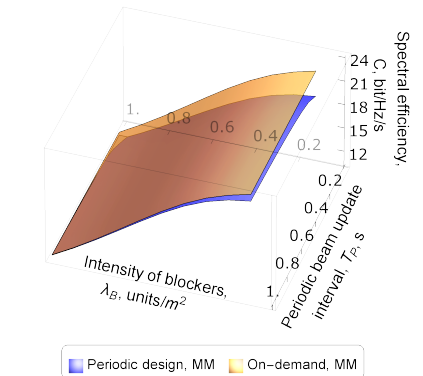 24
21
18
15
12
Spectral efficiency,
C, bit/Hz/s
1.
0.8
0.6
0.4
0.2
0.2
0.4
0.6
0.8
1.
Periodic beam update
interval, T_P, s
Intensity of blockers,
λ_B, units/m²
Periodic design, MM
On-demand, MM